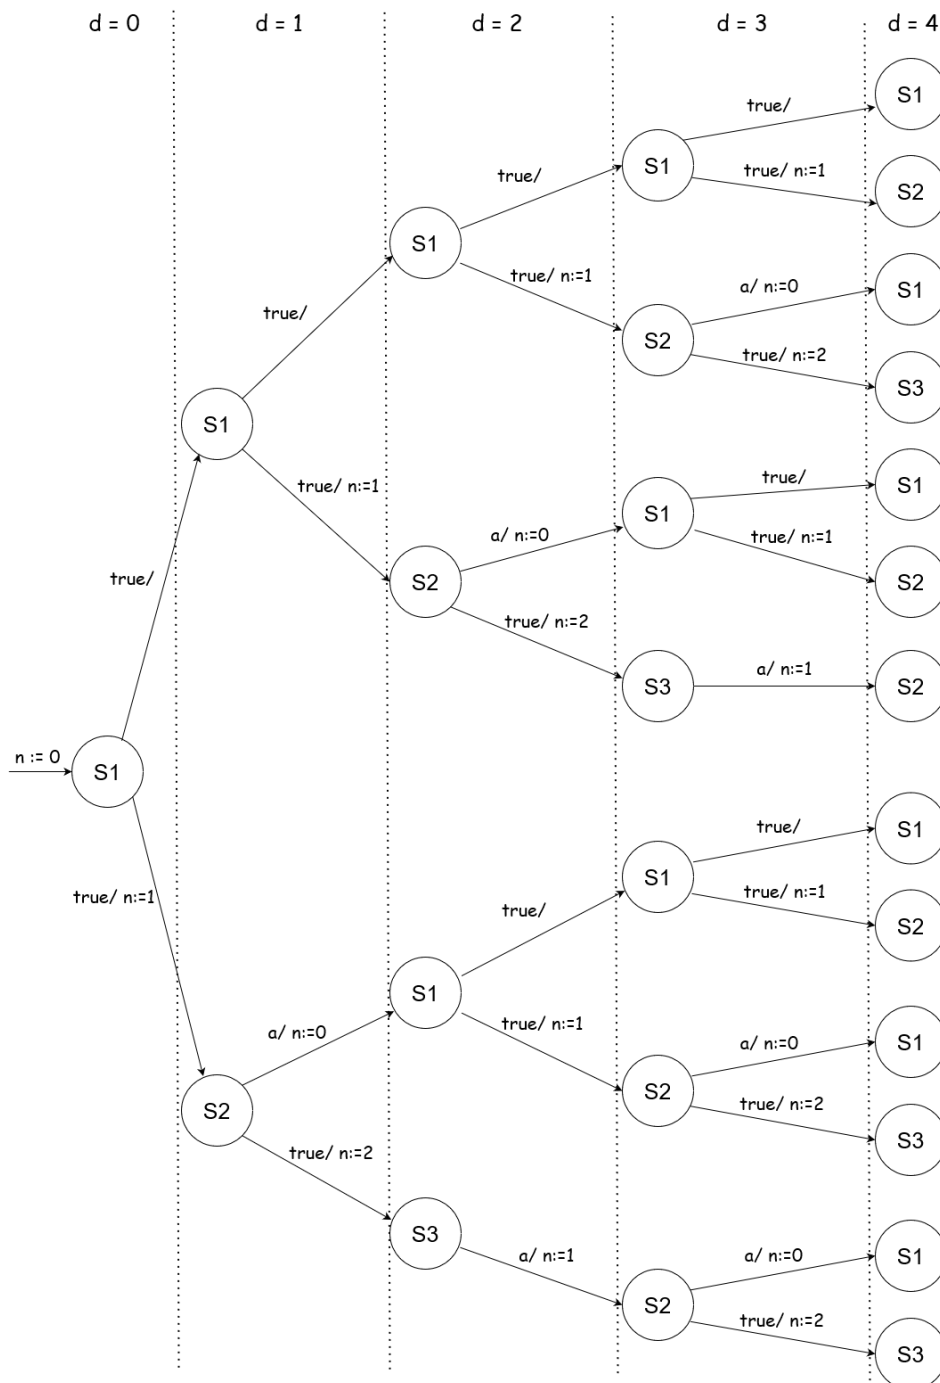 d = 0 d = 1 d = 2 d = 3 d = 4
S1
true/
S1
true/ n:=1
true/
S2
S1
true/ n:=1
a/ n:=0
S1
true/
S2
true/ n:=2
S3
S1
true/ n:=1
true/
S1
a/ n:=0
S1
true/ n:=1
true/
S2
S2
true/ n:=2
S3
a/ n:=1
S2
n := 0
S1
true/
S1
S1
true/ n:=1
true/ n:=1
true/
S2
S1
true/ n:=1
a/ n:=0
S1
a/ n:=0
S2
true/ n:=2
S2
S3
true/ n:=2
S3
a/ n:=1
a/ n:=0
S1
S2
true/ n:=2
S3